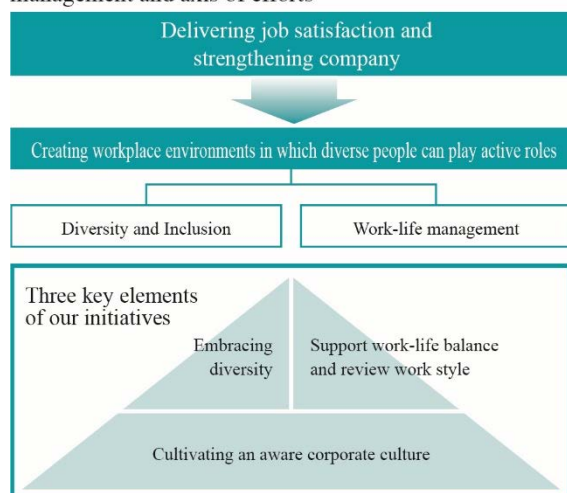 management and axis of efforts
Delivering job satisfaction and
strengthening company
Creating workplace environments in which diverse people can play active roles
Diversity and Inclusion
Work-life management
Three key elements
of our initiatives
Embracing
diversity
Support work-life balance
and review work style
Cultivating an aware corporate culture